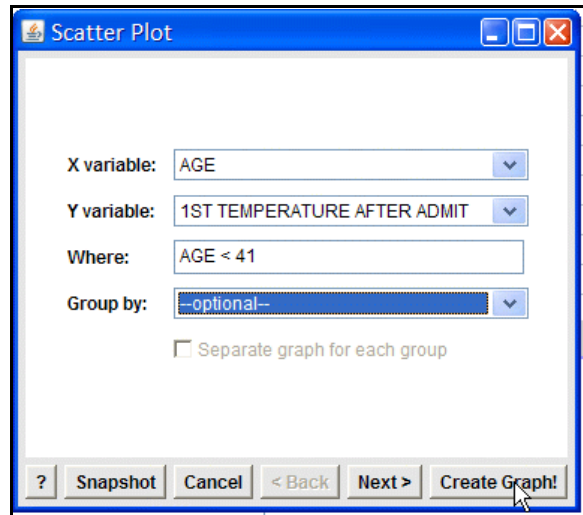 Scatter Plot
X variable: AGE
Y variable: 1ST TEMPERATURE AFTER ADMIT
Where: AGE < 41
Group by: --optional--
Separate graph for each group
? Snapshot Cancel < Back Next > Create Graph!